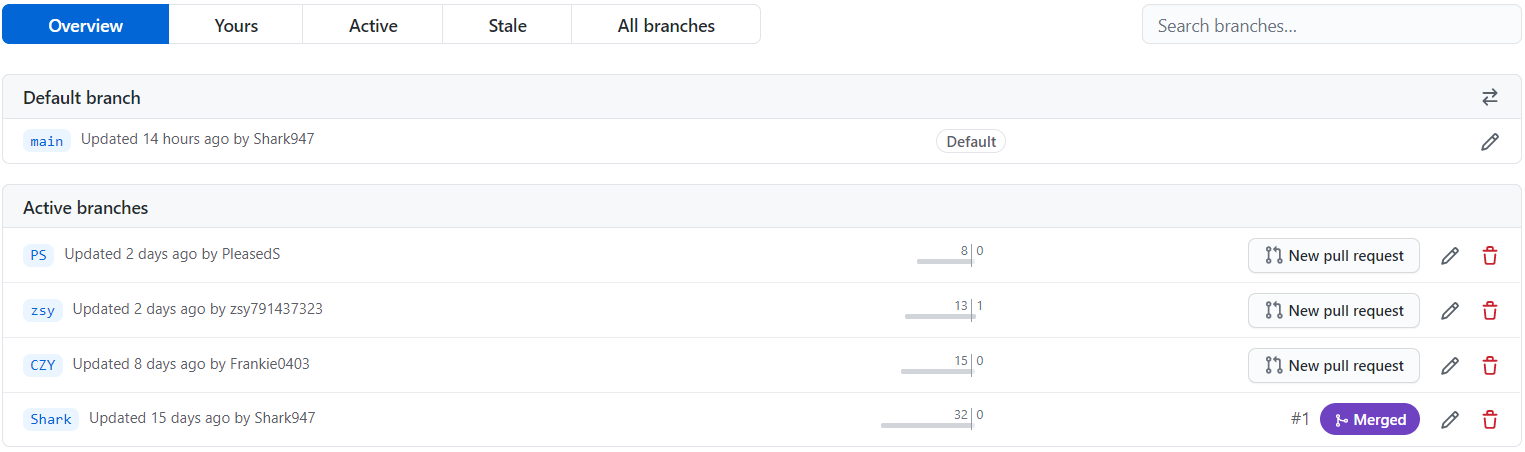 Overview Yours Active Stale All branches Search branches...
Default branch
main Updated 14 hours ago by Shark947 Default
Active branches
PS Updated 2 days ago by PleasedS 8 0 New pull request
zsy Updated 2 days ago by zsy791437323 13 1 New pull request
CZY Updated 8 days ago by Frankie0403 15 0 New pull request
Shark Updated 15 days ago by Shark947 32 0 #1 Merged